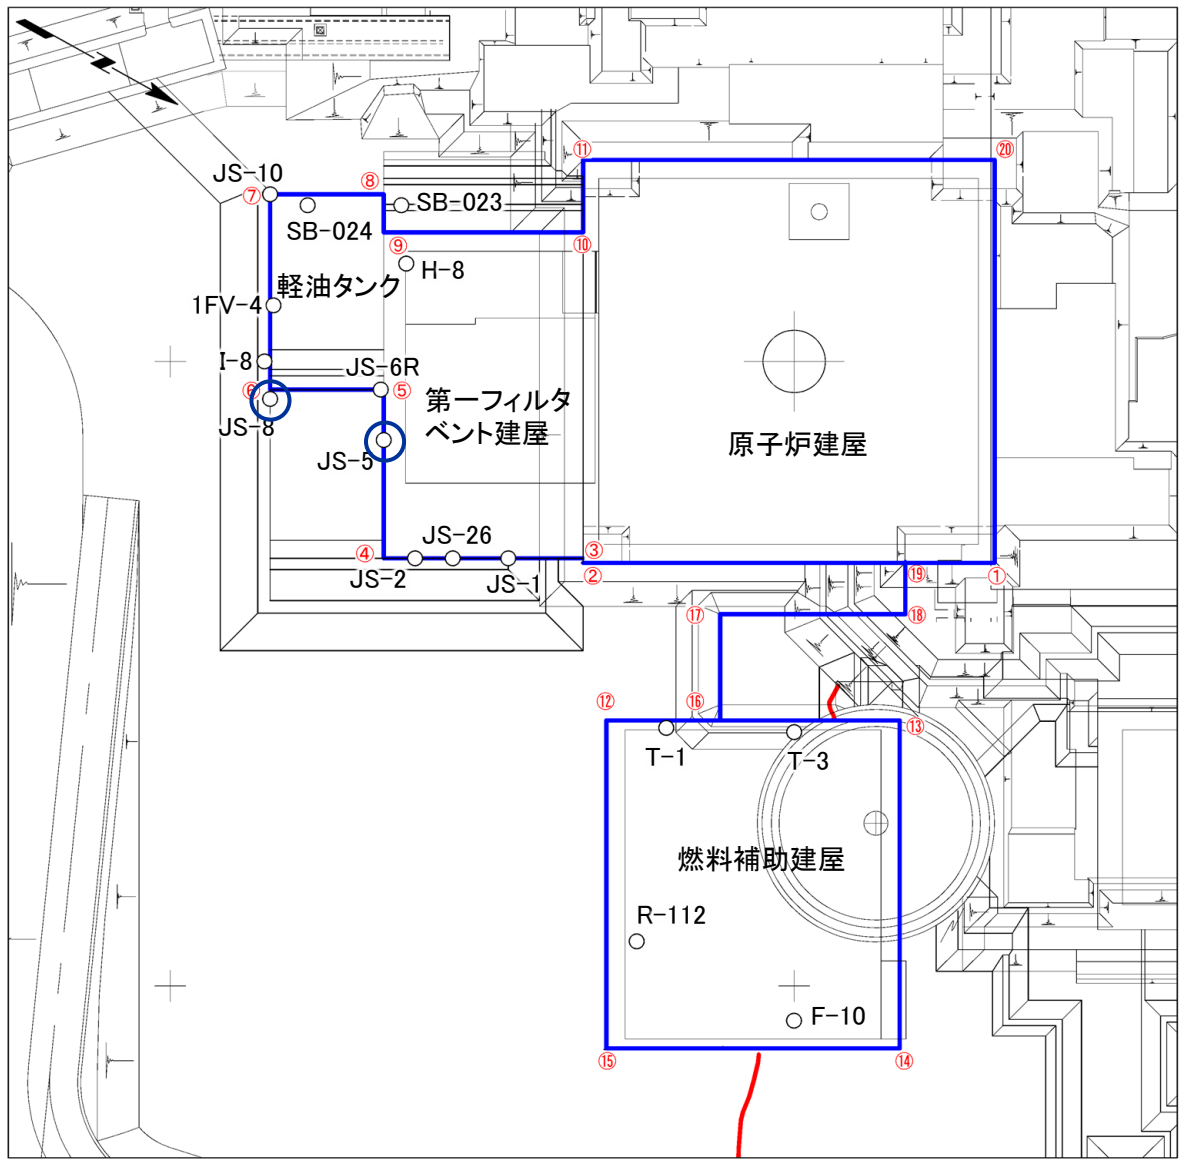 ⑪
⑳
JS-10
⑧
⑦
SB-023
SB-024
⑨
⑩
H-8
軽油タンク
1FV-4
I-8
JS-6R
⑥
⑤
第一フィルタ
ベント建屋
JS-8
原子炉建屋
JS-5
JS-26
④
③
JS-2
JS-1
②
⑲
①
⑰
⑱
⑫
⑯
⑬
T-1
T-3
燃料補助建屋
R-112
F-10
⑮
⑭